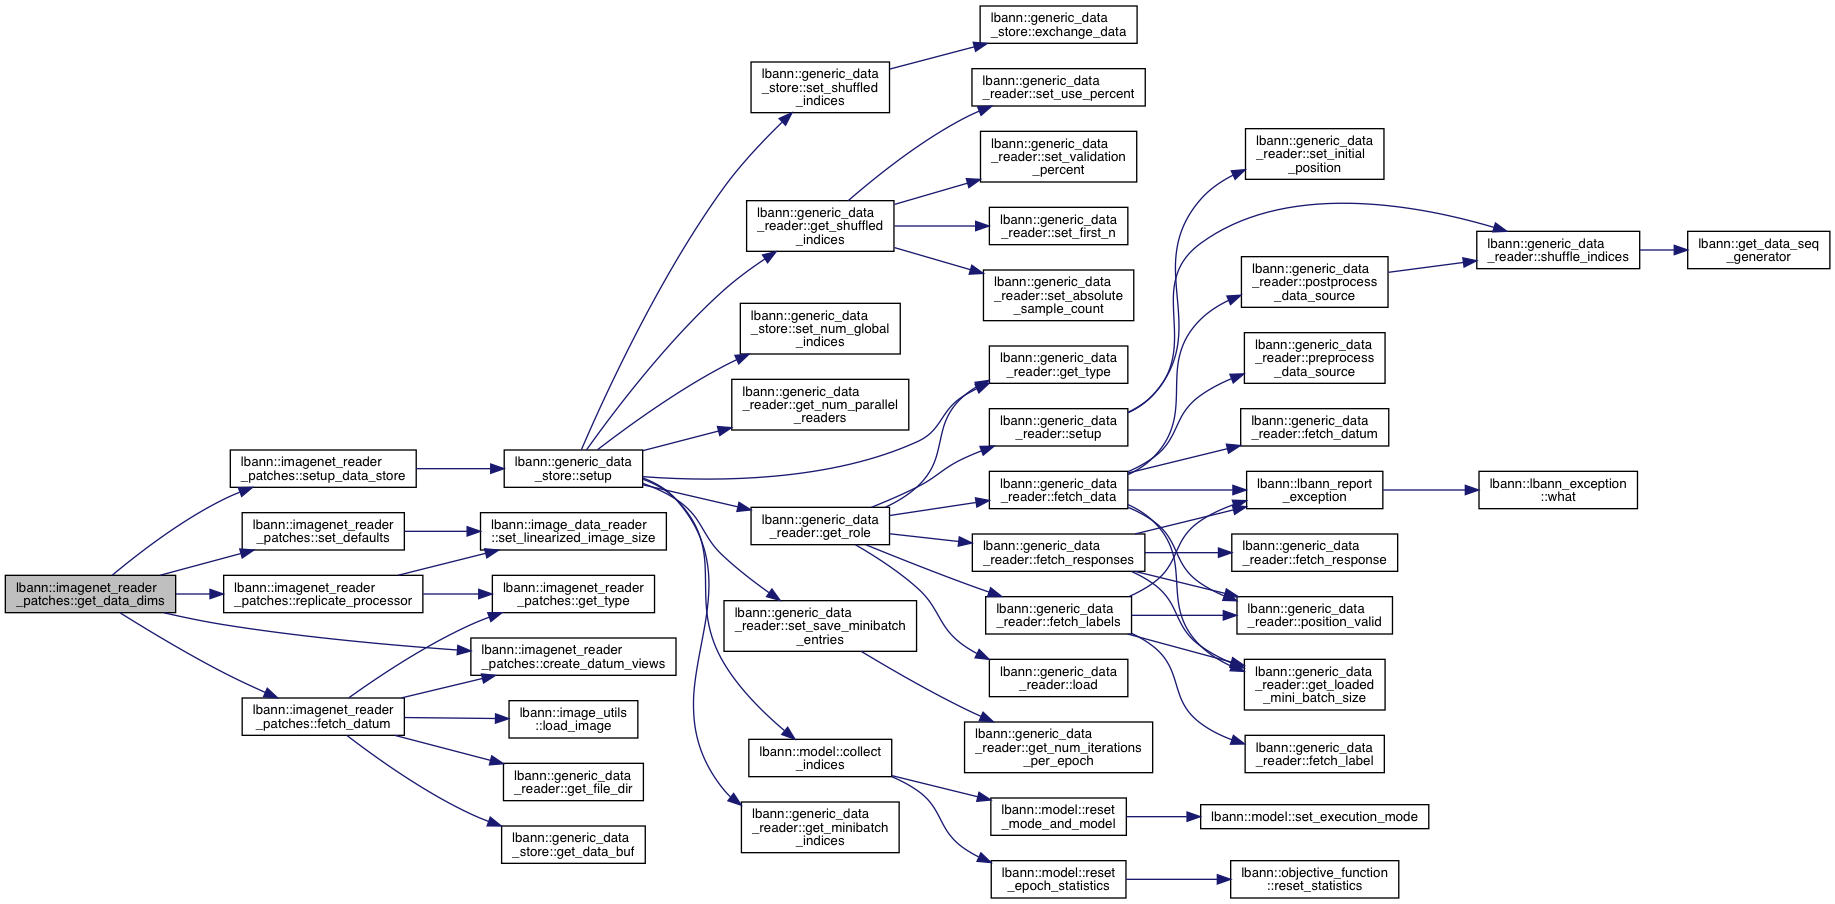 lbann::imagenet_reader
_patches::get_data_dims
lbann::imagenet_reader
_patches::setup_data_store
lbann::imagenet_reader
_patches::set_defaults
lbann::imagenet_reader
_patches::replicate_processor
lbann::imagenet_reader
_patches::fetch_datum
lbann::generic_data
_store::setup
lbann::image_data_reader
::set_linearized_image_size
lbann::imagenet_reader
_patches::get_type
lbann::imagenet_reader
_patches::create_datum_views
lbann::image_utils
::load_image
lbann::generic_data
_reader::get_file_dir
lbann::generic_data
_store::get_data_buf
lbann::generic_data
_store::set_shuffled
_indices
lbann::generic_data
_reader::get_shuffled
_indices
lbann::generic_data
_store::set_num_global
_indices
lbann::generic_data
_reader::get_num_parallel
_readers
lbann::generic_data
_reader::get_role
lbann::generic_data
_reader::set_save_minibatch
_entries
lbann::model::collect
_indices
lbann::generic_data
_reader::get_minibatch
_indices
lbann::generic_data
_store::exchange_data
lbann::generic_data
_reader::set_use_percent
lbann::generic_data
_reader::set_validation
_percent
lbann::generic_data
_reader::set_first_n
lbann::generic_data
_reader::set_absolute
_sample_count
lbann::generic_data
_reader::get_type
lbann::generic_data
_reader::setup
lbann::generic_data
_reader::fetch_data
lbann::generic_data
_reader::fetch_responses
lbann::generic_data
_reader::fetch_labels
lbann::generic_data
_reader::load
lbann::generic_data
_reader::get_num_iterations
_per_epoch
lbann::model::reset
_mode_and_model
lbann::model::reset
_epoch_statistics
lbann::generic_data
_reader::set_initial
_position
lbann::generic_data
_reader::postprocess
_data_source
lbann::generic_data
_reader::preprocess
_data_source
lbann::generic_data
_reader::fetch_datum
lbann::lbann_report
_exception
lbann::generic_data
_reader::fetch_response
lbann::generic_data
_reader::position_valid
lbann::generic_data
_reader::get_loaded
_mini_batch_size
lbann::generic_data
_reader::fetch_label
lbann::model::set_execution_mode
lbann::objective_function
::reset_statistics
lbann::generic_data
_reader::shuffle_indices
lbann::lbann_exception
::what
lbann::get_data_seq
_generator